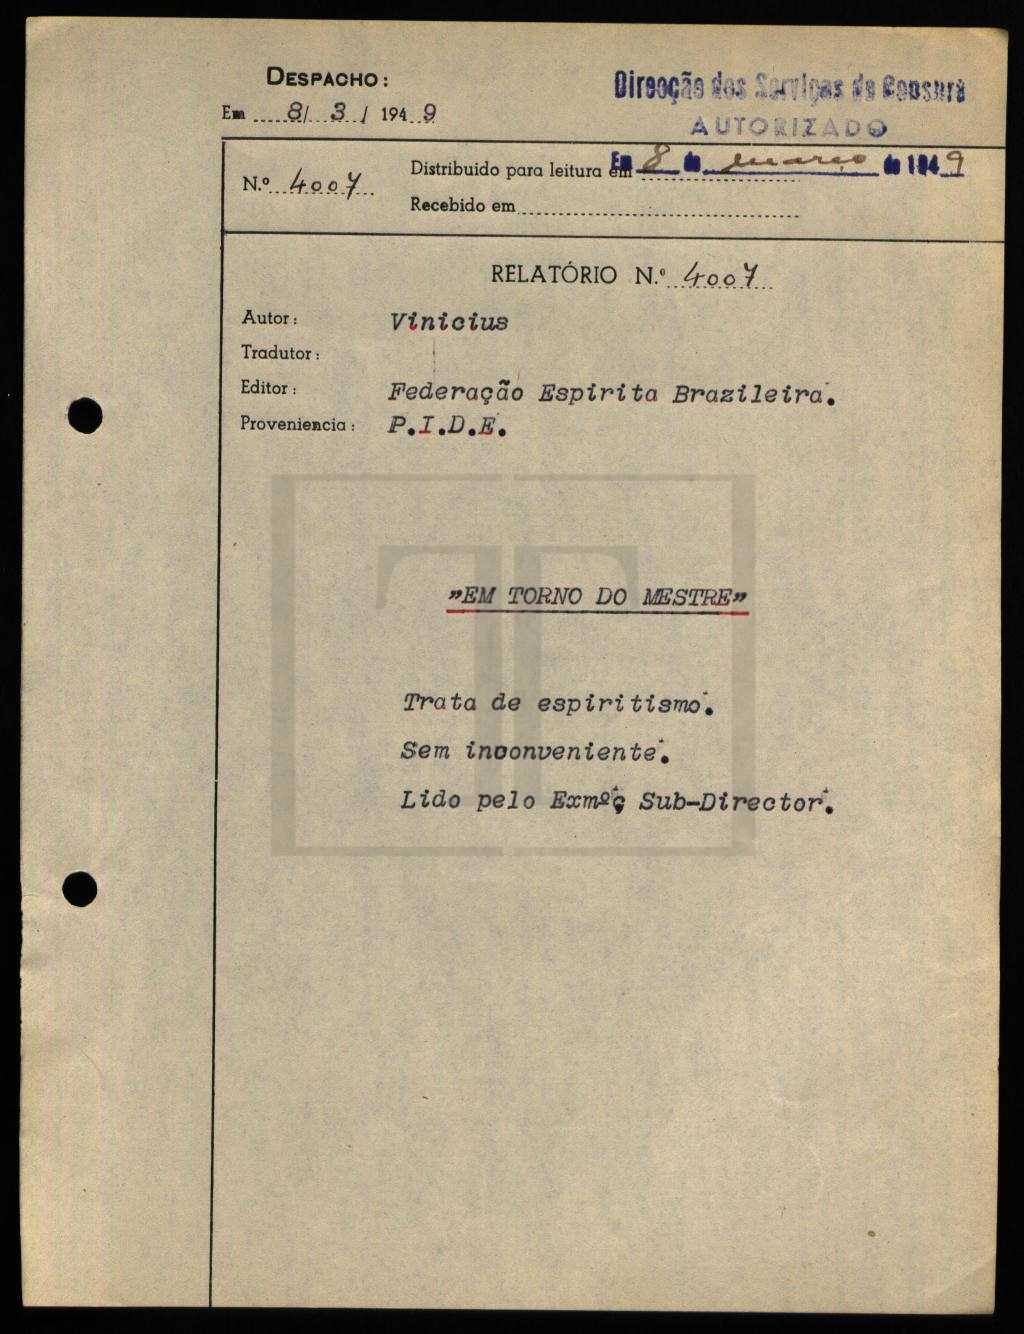 DESPACHO:
Em 8/ 3 / 1949
Direcção dos Serviços de Censura
AUTORIZADO
Em 8 de março de 1949
N.º 4007
Distribuido para leitura em
Recebido em
RELATÓRIO N.º 4007
Autor: Vinicius
Tradutor:
Editor: Federação Espirita Brazileira.
Proveniencia: P.I.D.E.
"EM TORNO DO MESTRE"
Trata de espiritismo.
Sem inconveniente.
Lido pelo Exmº, Sub-Director.